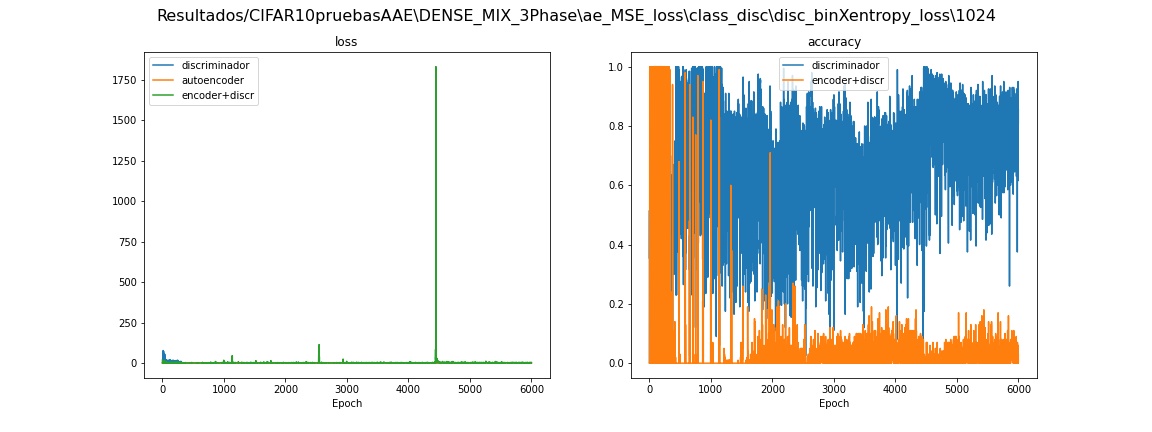 Resultados/CIFAR10pruebasAAE\DENSE_MIX_3Phase\ae_MSE_loss\class_disc\disc_binXentropy_loss\1024
loss
discriminador
autoencoder
encoder+discr
1750
1500
1250
1000
750
500
250
0
0 1000 2000 3000 4000 5000 6000
Epoch
accuracy
discriminador
encoder+discr
1.0
0.8
0.6
0.4
0.2
0.0
0 1000 2000 3000 4000 5000 6000
Epoch